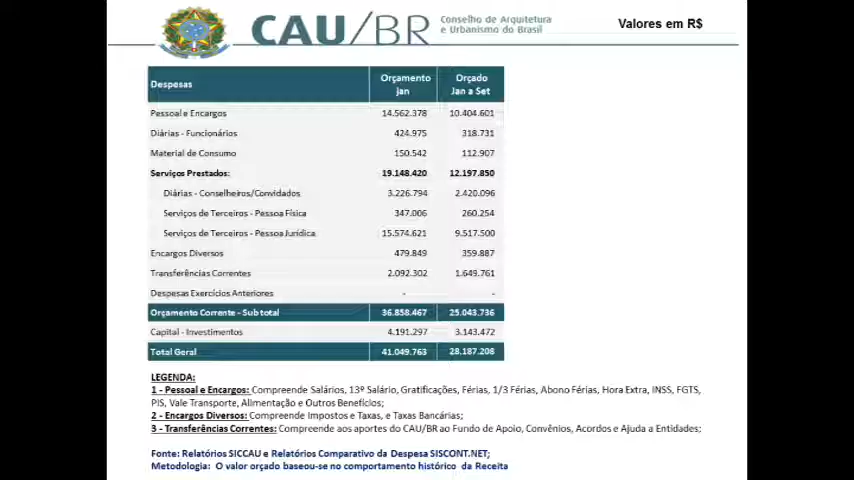 CAU/BR
Conselho de Arquitetura
e Urbanismo do Brasil
Valores em R$
Despesas Orçamento Jan Orçado Jan a Set
Pessoal e Encargos 14.562.378 10.404.601
Diárias - Funcionários 424.975 318.731
Material de Consumo 150.542 112.907
Serviços Prestados: 19.148.420 12.197.850
Diárias - Conselheiros/Convidados 3.226.794 2.420.096
Serviços de Terceiros - Pessoa Física 347.006 260.254
Serviços de Terceiros - Pessoa Jurídica 15.574.621 9.517.500
Encargos Diversos 479.849 359.887
Transferências Correntes 2.092.302 1.649.761
Despesas Exercícios Anteriores - -
Orçamento Corrente - Sub total 36.858.467 25.043.736
Capital - Investimentos 4.191.297 3.143.472
Total Geral 41.049.763 28.187.208
LEGENDA:
1 - Pessoal e Encargos: Compreende Salários, 13º Salário, Gratificações, Férias, 1/3 Férias, Abono Férias, Hora Extra, INSS, FGTS,
PIS, Vale Transporte, Alimentação e Outros Benefícios;
2 - Encargos Diversos: Compreende Impostos e Taxas, e Taxas Bancárias;
3 - Transferências Correntes: Compreende aos aportes do CAU/BR ao Fundo de Apoio, Convênios, Acordos e Ajuda a Entidades;
Fonte: Relatórios SICCAU e Relatórios Comparativo da Despesa SISCONT.NET;
Metodologia: O valor orçado baseou-se no comportamento histórico da Receita